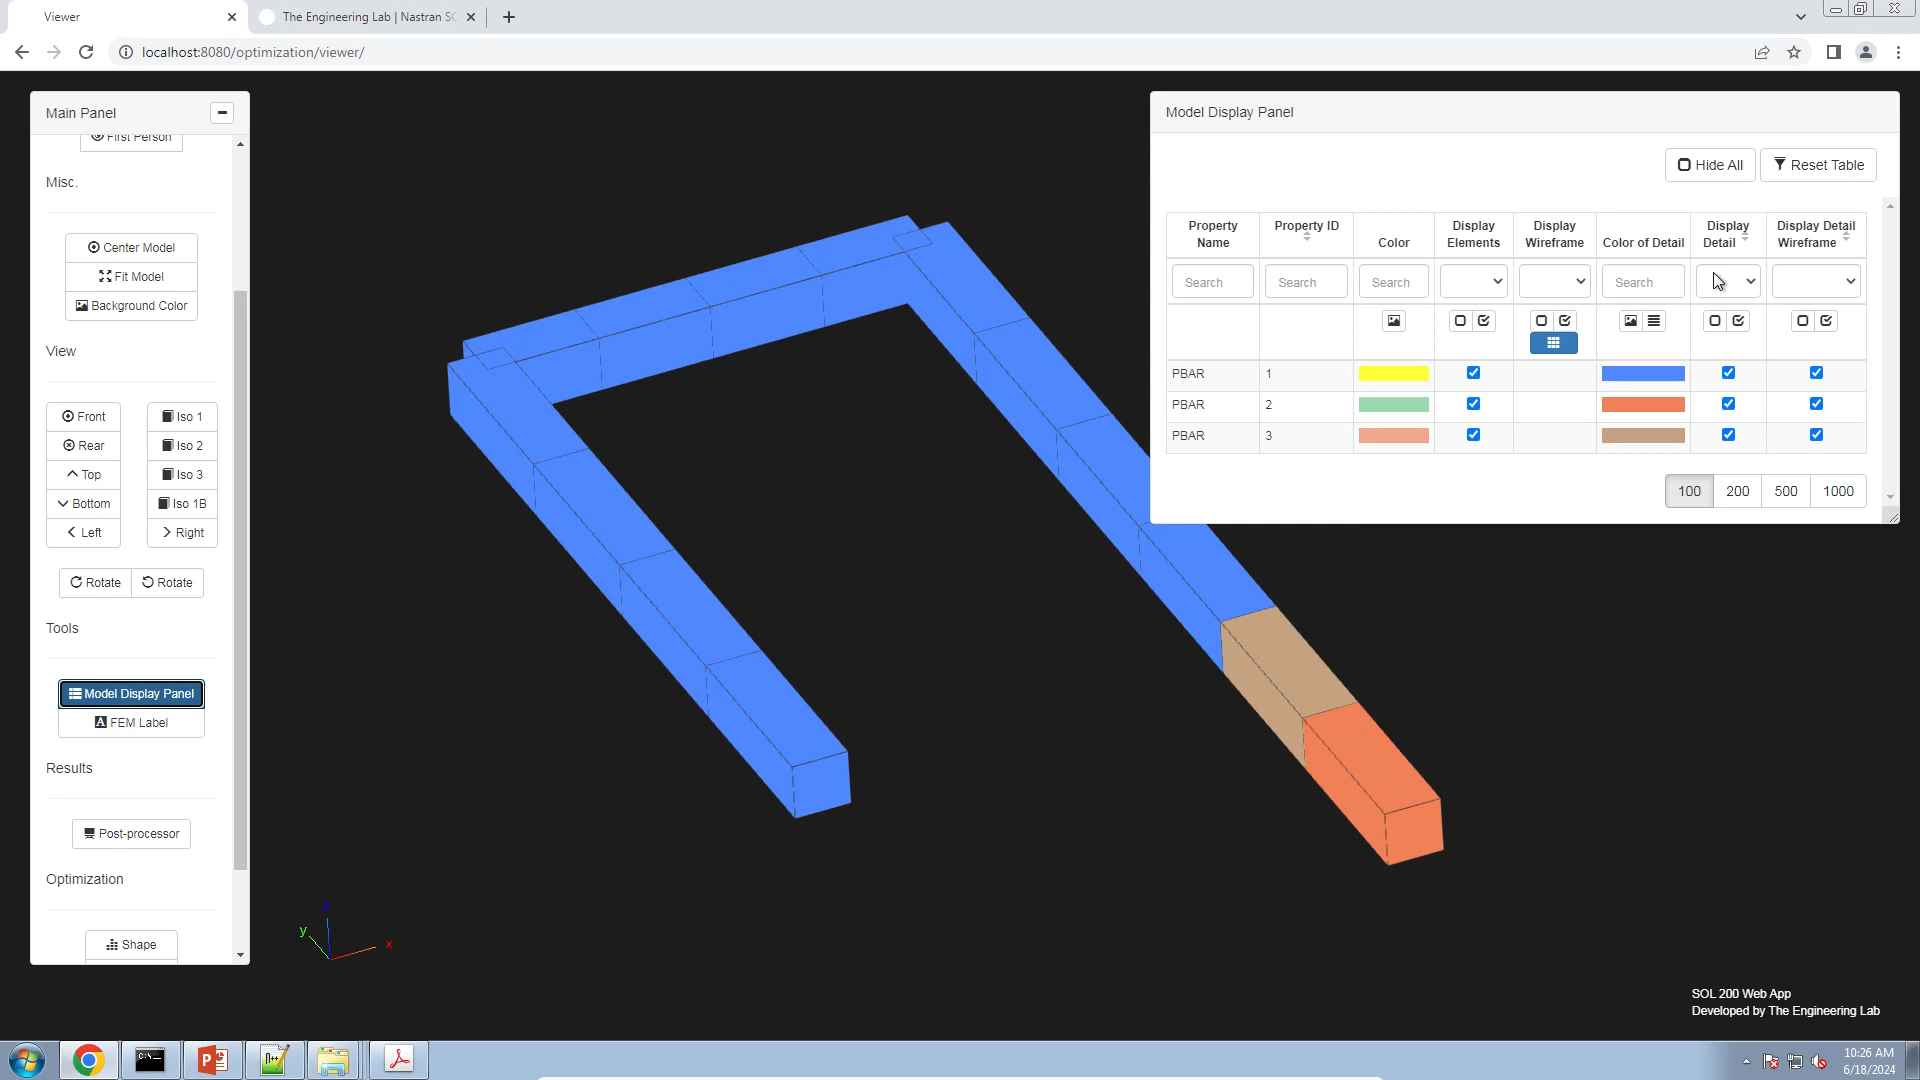 Viewer
The Engineering Lab | Nastran SC
localhost:8080/optimization/viewer/
Main Panel
First Person
Misc.
Center Model
Fit Model
Background Color
View
Front
Iso 1
Rear
Iso 2
Top
Iso 3
Bottom
Iso 1B
Left
Right
Rotate
Rotate
Tools
Model Display Panel
FEM Label
Results
Post-processor
Optimization
Shape
z
y
x
Model Display Panel
Hide All
Reset Table
Property Name
Property ID
Color
Display Elements
Display Wireframe
Color of Detail
Display Detail
Display Detail Wireframe
Search
Search
Search
Search
PBAR 1
PBAR 2
PBAR 3
100 200 500 1000
SOL 200 Web App
Developed by The Engineering Lab
10:26 AM
6/18/2024